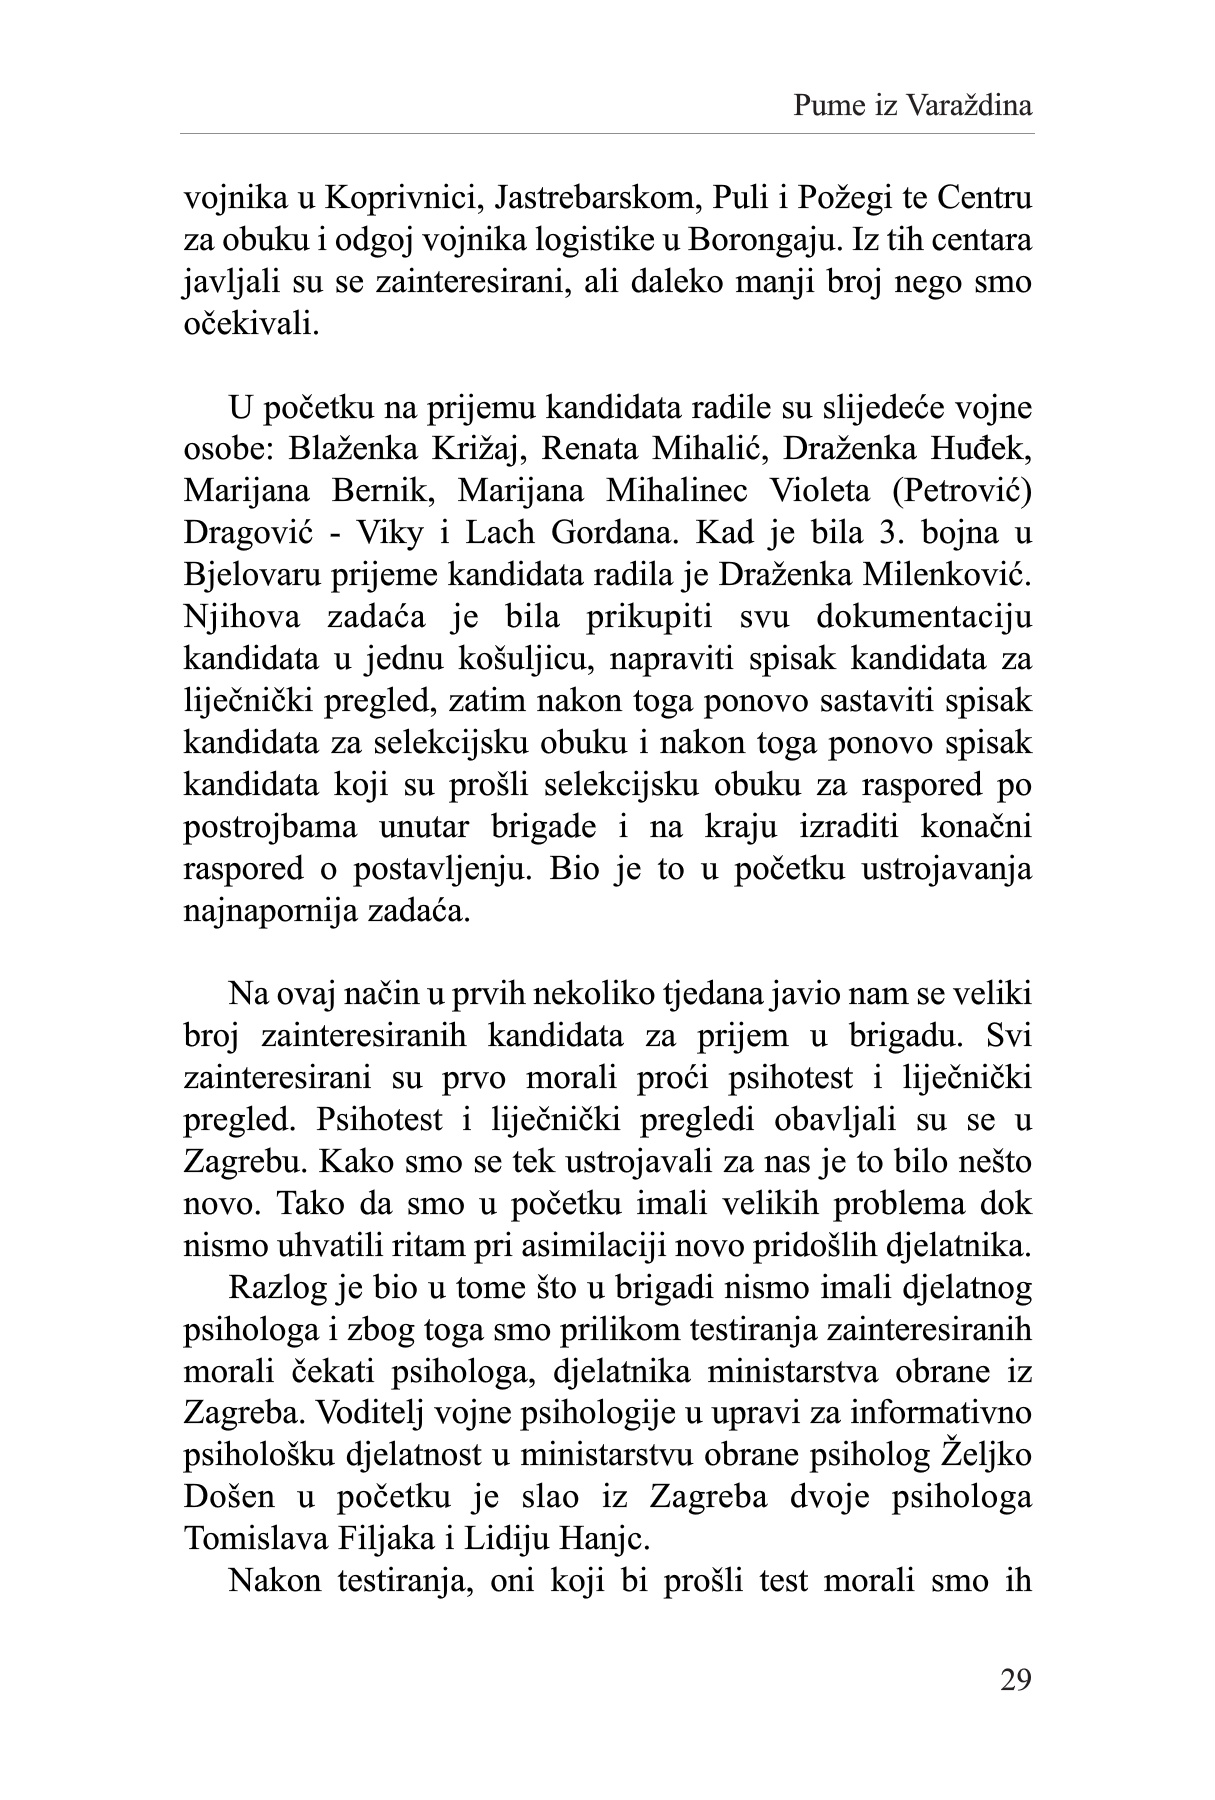 Pume iz Varaždina
vojnika u Koprivnici, Jastrebarskom, Puli i Požegi te Centru
za obuku i odgoj vojnika logistike u Borongaju. Iz tih centara
javljali su se zainteresirani, ali daleko manji broj nego smo
očekivali.
U početku na prijemu kandidata radile su slijedeće vojne
osobe: Blaženka Križaj, Renata Mihalić, Draženka Huđek,
Marijana Bernik, Marijana Mihalinec Violeta (Petrović)
Dragović - Viky i Lach Gordana. Kad je bila 3. bojna u
Bjelovaru prijeme kandidata radila je Draženka Milenković.
Njihova zadaća je bila prikupiti svu dokumentaciju
kandidata u jednu košuljicu, napraviti spisak kandidata za
liječnički pregled, zatim nakon toga ponovo sastaviti spisak
kandidata za selekcijsku obuku i nakon toga ponovo spisak
kandidata koji su prošli selekcijsku obuku za raspored po
postrojbama unutar brigade i na kraju izraditi konačni
raspored o postavljenju. Bio je to u početku ustrojavanja
najnapornija zadaća.
Na ovaj način u prvih nekoliko tjedana javio nam se veliki
broj zainteresiranih kandidata za prijem u brigadu. Svi
zainteresirani su prvo morali proći psihotest i liječnički
pregled. Psihotest i liječnički pregledi obavljali su se u
Zagrebu. Kako smo se tek ustrojavali za nas je to bilo nešto
novo. Tako da smo u početku imali velikih problema dok
nismo uhvatili ritam pri asimilaciji novo pridošlih djelatnika.
Razlog je bio u tome što u brigadi nismo imali djelatnog
psihologa i zbog toga smo prilikom testiranja zainteresiranih
morali čekati psihologa, djelatnika ministarstva obrane iz
Zagreba. Voditelj vojne psihologije u upravi za informativno
psihološku djelatnost u ministarstvu obrane psiholog Željko
Došen u početku je slao iz Zagreba dvoje psihologa
Tomislava Filjaka i Lidiju Hanjc.
Nakon testiranja, oni koji bi prošli test morali smo ih
29